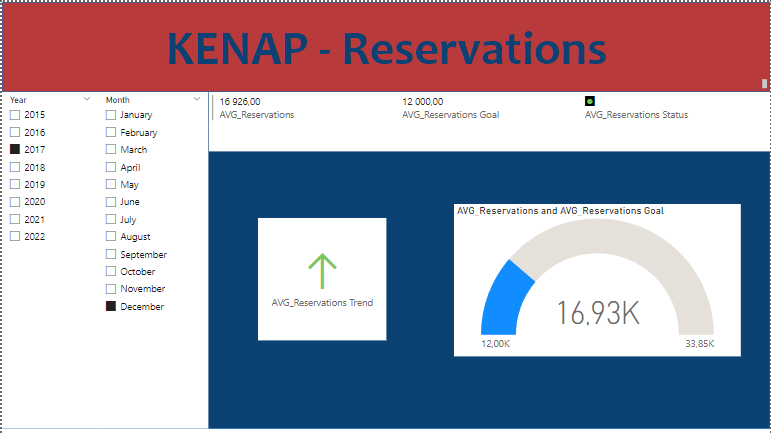 KENAP - Reservations
Year
2015
2016
2017
2018
2019
2020
2021
2022
Month
January
February
March
April
May
June
July
August
September
October
November
December
16 926,00
AVG_Reservations
12 000,00
AVG_Reservations Goal
AVG_Reservations Status
AVG_Reservations Trend
AVG_Reservations and AVG_Reservations Goal
16,93K
12,00K
33,85K